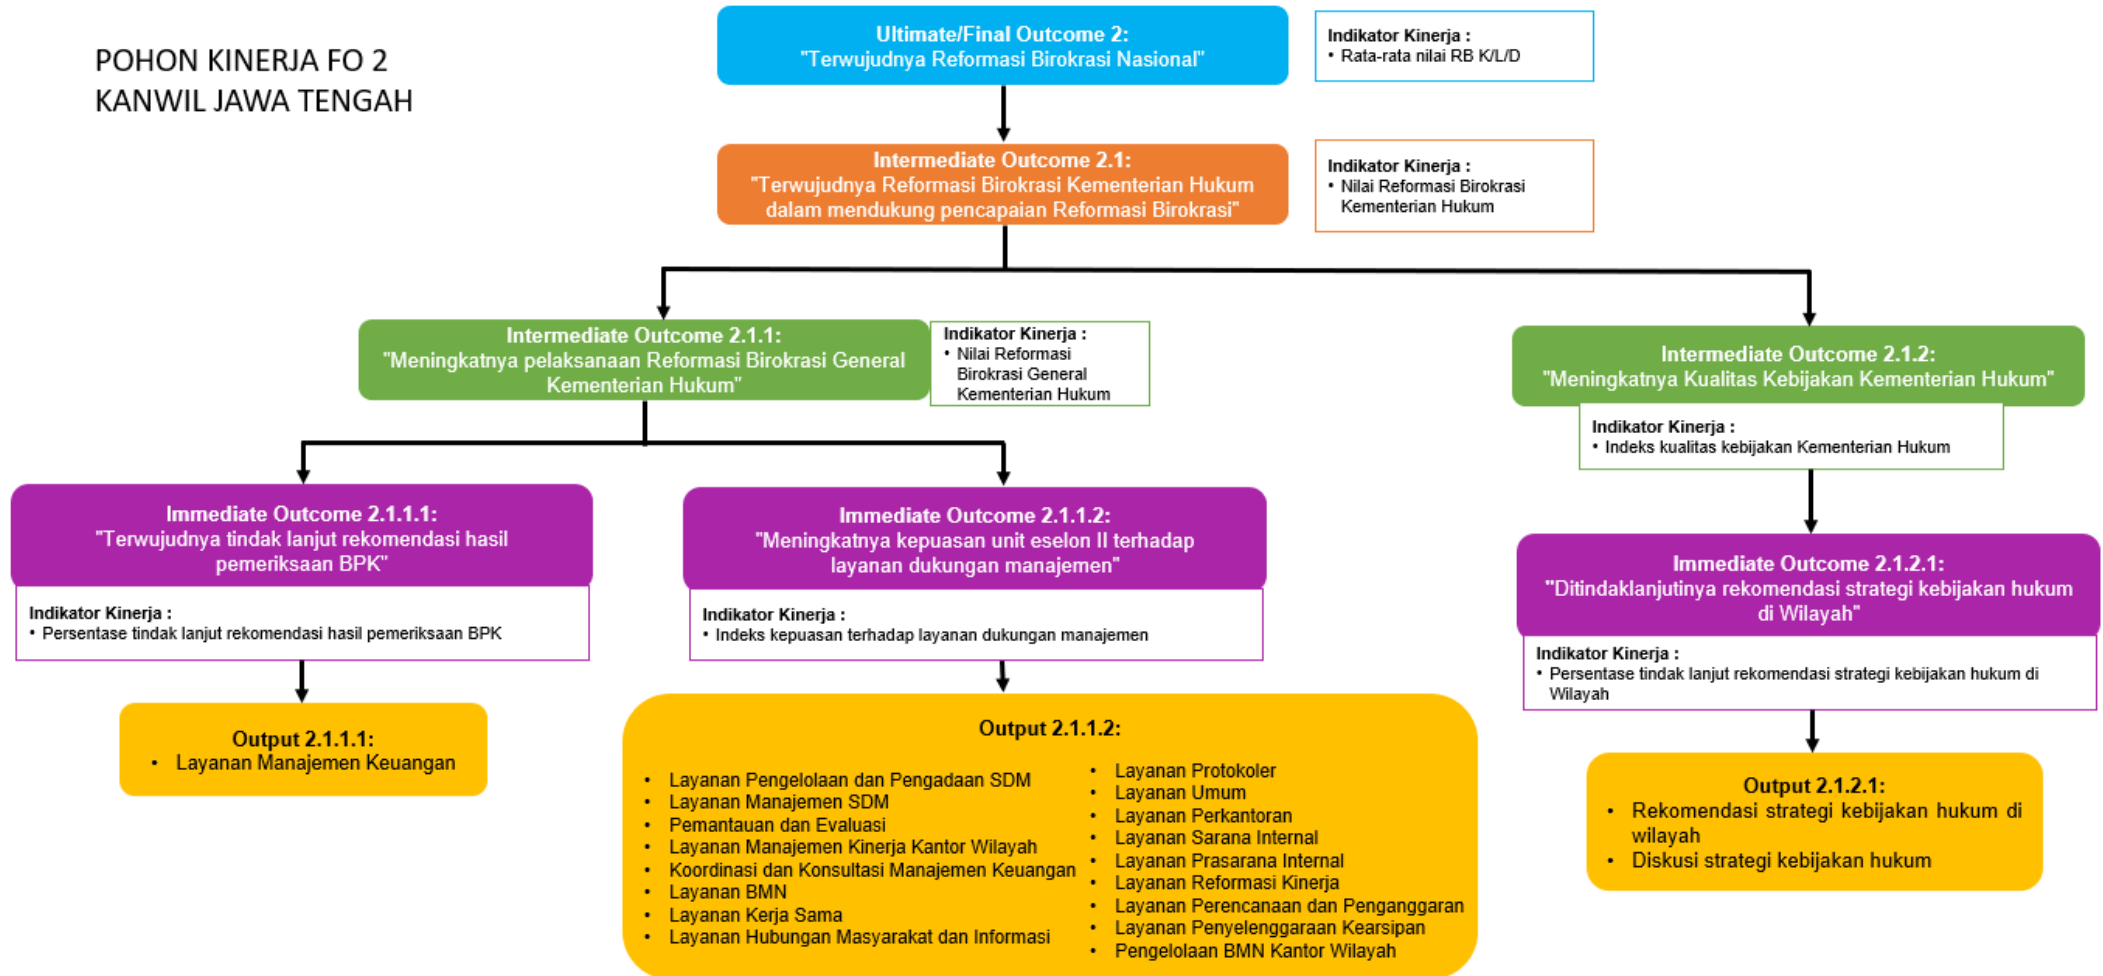 POHON KINERJA FO 2
KANWIL JAWA TENGAH
Ultimate/Final Outcome 2:
"Terwujudnya Reformasi Birokrasi Nasional"
Indikator Kinerja :
• Rata-rata nilai RB K/L/D
Intermediate Outcome 2.1:
"Terwujudnya Reformasi Birokrasi Kementerian Hukum
dalam mendukung pencapaian Reformasi Birokrasi"
Indikator Kinerja :
• Nilai Reformasi Birokrasi
Kementerian Hukum
Intermediate Outcome 2.1.1:
"Meningkatnya pelaksanaan Reformasi Birokrasi General
Kementerian Hukum"
Indikator Kinerja :
• Nilai Reformasi
Birokrasi General
Kementerian Hukum
Intermediate Outcome 2.1.2:
"Meningkatnya Kualitas Kebijakan Kementerian Hukum"
Indikator Kinerja :
• Indeks kualitas kebijakan Kementerian Hukum
Immediate Outcome 2.1.1.1:
"Terwujudnya tindak lanjut rekomendasi hasil
pemeriksaan BPK"
Indikator Kinerja :
• Persentase tindak lanjut rekomendasi hasil pemeriksaan BPK
Immediate Outcome 2.1.1.2:
"Meningkatnya kepuasan unit eselon II terhadap
layanan dukungan manajemen"
Indikator Kinerja :
• Indeks kepuasan terhadap layanan dukungan manajemen
Immediate Outcome 2.1.2.1:
"Ditindaklanjutinya rekomendasi strategi kebijakan hukum
di Wilayah"
Indikator Kinerja :
• Persentase tindak lanjut rekomendasi strategi kebijakan hukum di
Wilayah
Output 2.1.1.1:
• Layanan Manajemen Keuangan
Output 2.1.1.2:
• Layanan Pengelolaan dan Pengadaan SDM
• Layanan Manajemen SDM
• Pemantauan dan Evaluasi
• Layanan Manajemen Kinerja Kantor Wilayah
• Koordinasi dan Konsultasi Manajemen Keuangan
• Layanan BMN
• Layanan Kerja Sama
• Layanan Hubungan Masyarakat dan Informasi
• Layanan Protokoler
• Layanan Umum
• Layanan Perkantoran
• Layanan Sarana Internal
• Layanan Prasarana Internal
• Layanan Reformasi Kinerja
• Layanan Perencanaan dan Penganggaran
• Layanan Penyelenggaraan Kearsipan
• Pengelolaan BMN Kantor Wilayah
Output 2.1.2.1:
• Rekomendasi strategi kebijakan hukum di
wilayah
• Diskusi strategi kebijakan hukum